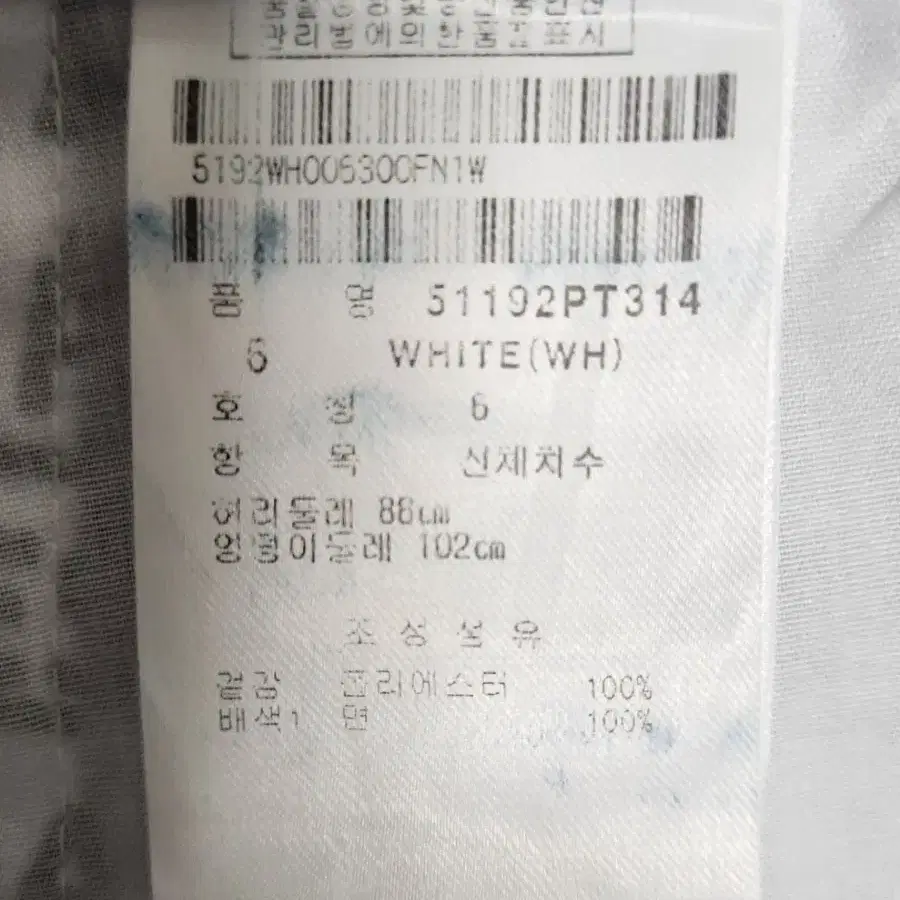 관리법에의한품질표시
5192WH006300FN1W
품 명 51192PT314
6 WHITE(WH)
호 칭 6
항 목 신체치수
허리둘레 88cm
엉덩이둘레 102cm
조성섬유
겉감 폴리에스터 100%
배색1 면 100%